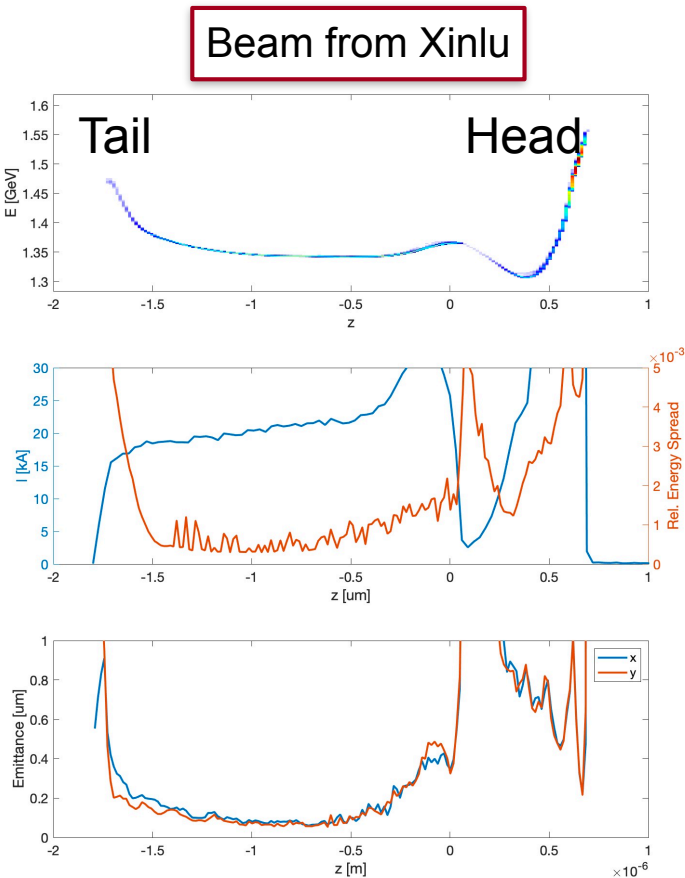 Beam from Xinlu
Tail Head
E [GeV]
1.6
1.55
1.5
1.45
1.4
1.35
1.3
-2 -1.5 -1 -0.5 0 0.5 1
z
I [kA]
30
25
20
15
10
5
0
×10⁻³
5
4
3
2
1
0
Rel. Energy Spread
-2 -1.5 -1 -0.5 0 0.5 1
z [um]
Emittance [um]
1
0.8
0.6
0.4
0.2
0
x
y
-2 -1.5 -1 -0.5 0 0.5 1
z [m]
×10⁻⁶